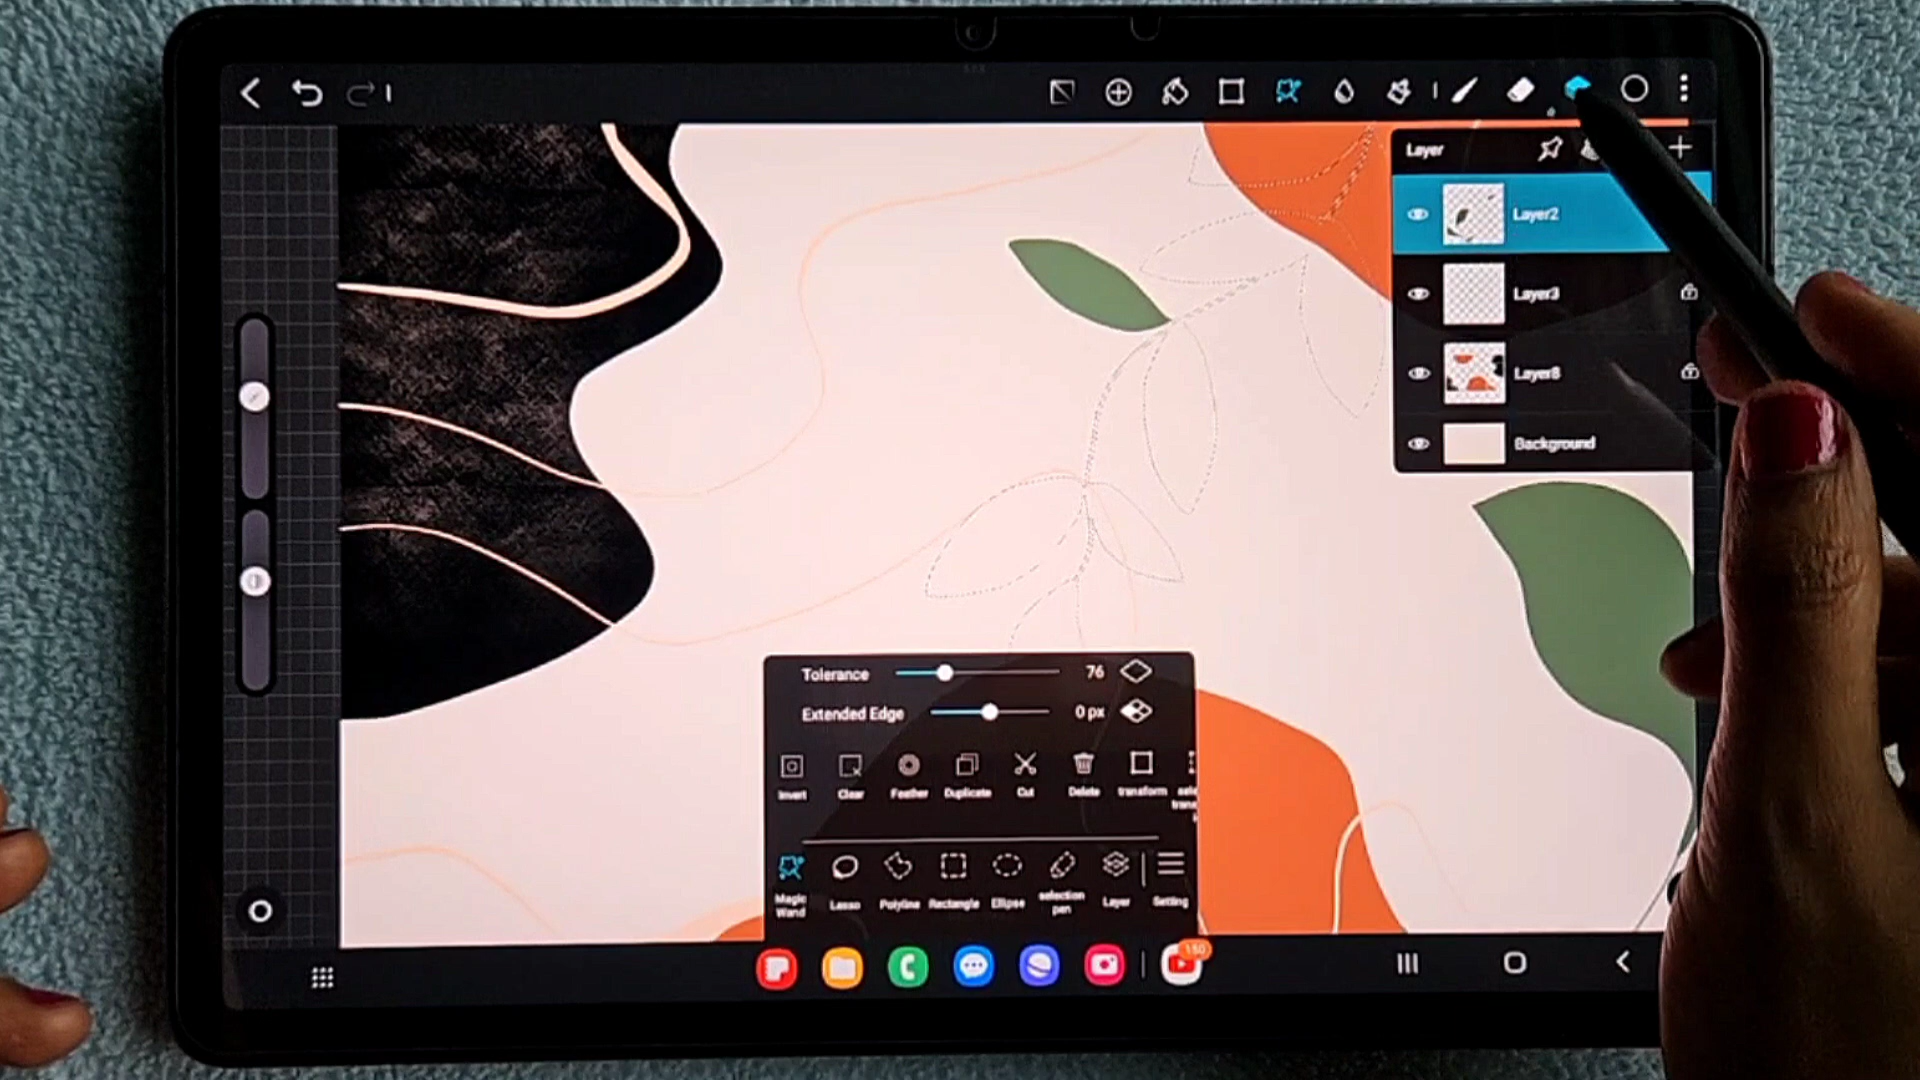 Layer
Layer2
Layer3
Layer8
Background
Tolerance 76
Extended Edge 0 px
Invert Clear Feather Duplicate Cut Delete transform
Magic Wand Lasso Polyline Rectangle Ellipse selection pen Layer Setting
150